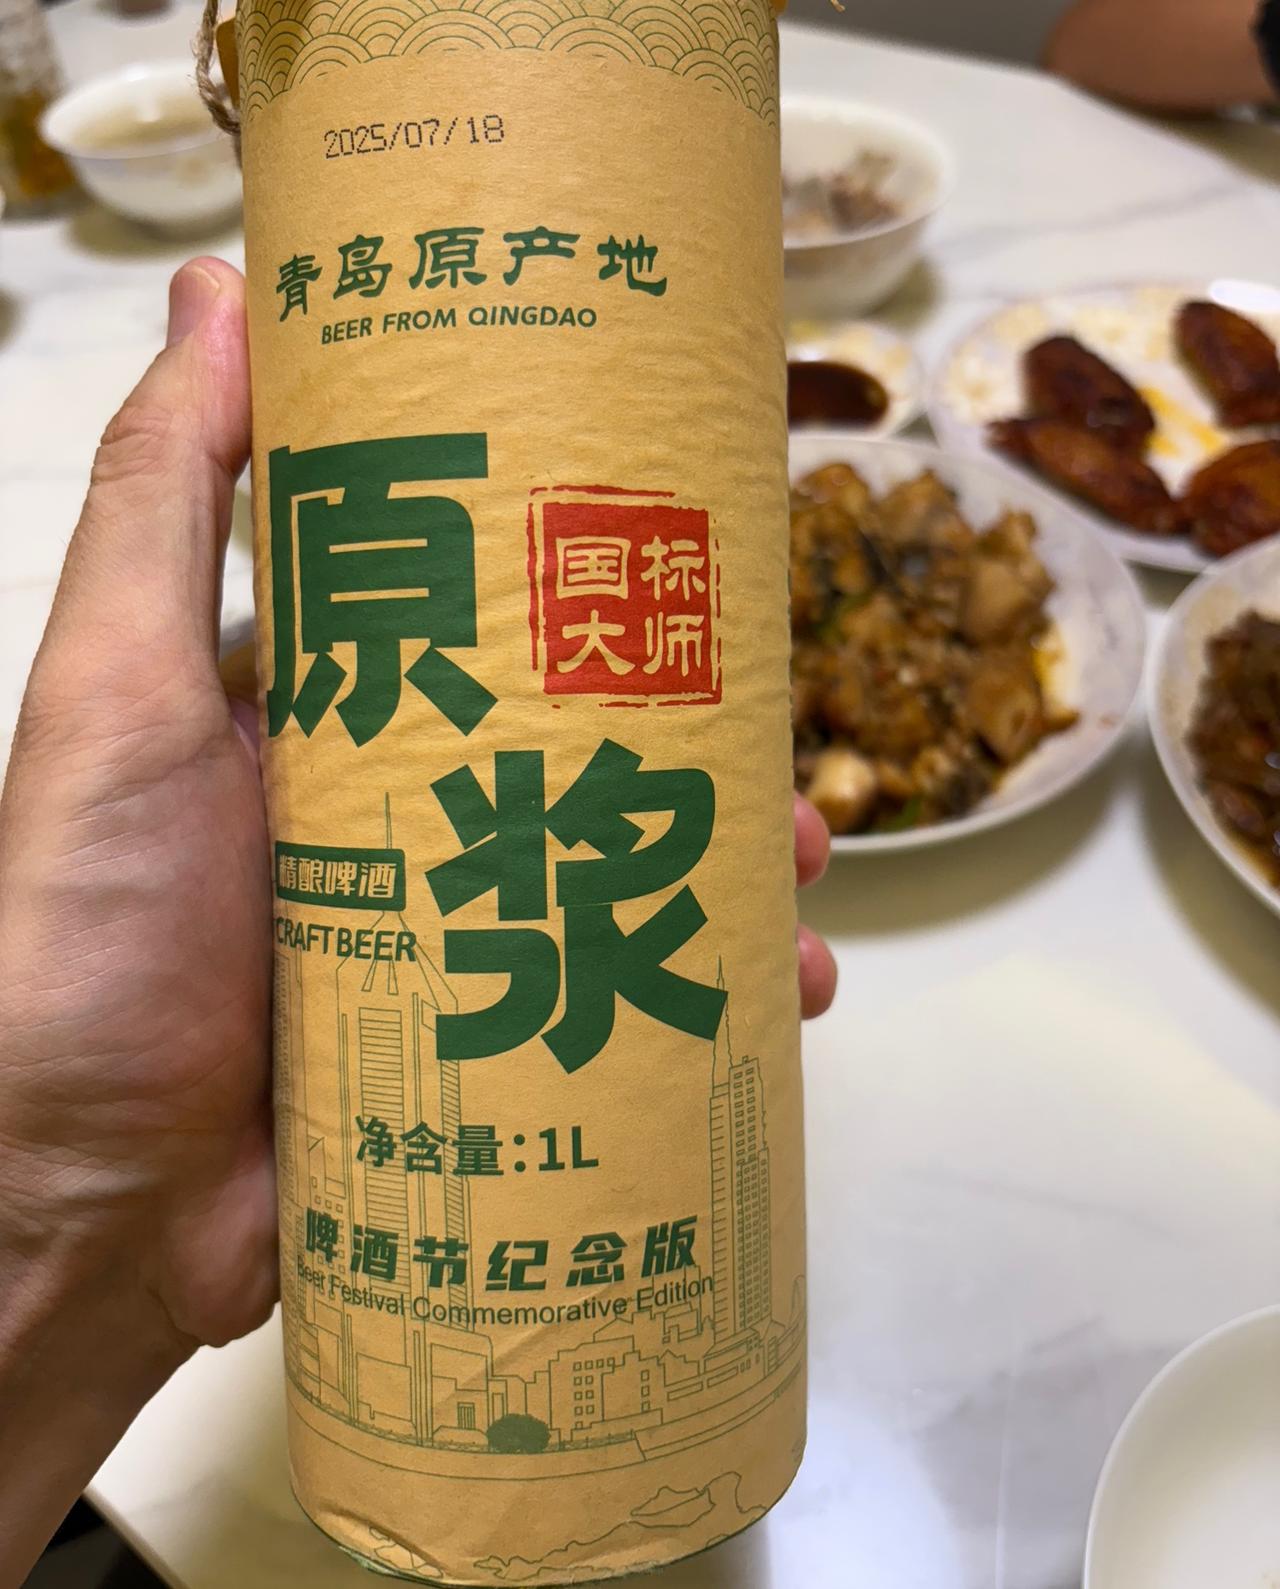 2025/07/18
青岛原产地
BEER FROM QINGDAO
原
国标
大师
浆
精酿啤酒
CRAFT BEER
净含量:1L
啤酒节纪念版
Beer Festival Commemorative Edition